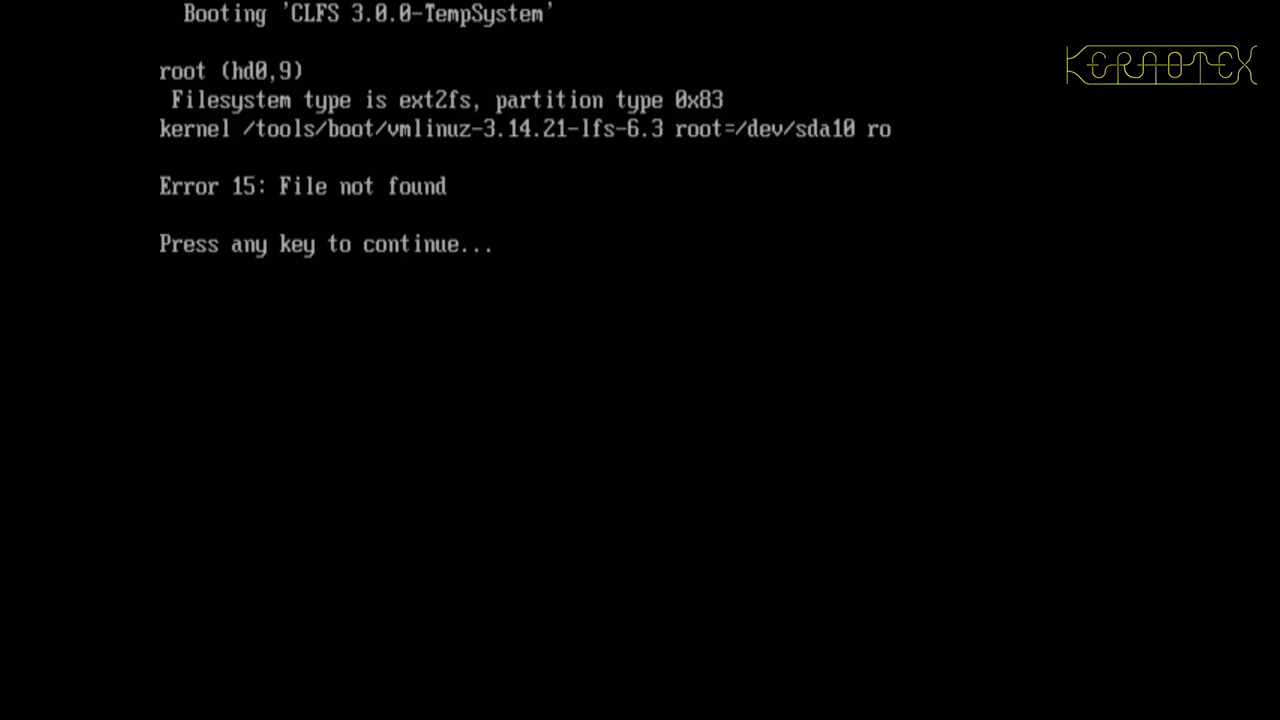 Booting 'CLFS 3.0.0-TempSystem'
KERNOTEX
root (hd0,9)
Filesystem type is ext2fs, partition type 0x83
kernel /tools/boot/vmlinuz-3.14.21-lfs-6.3 root=/dev/sda10 ro
Error 15: File not found
Press any key to continue...